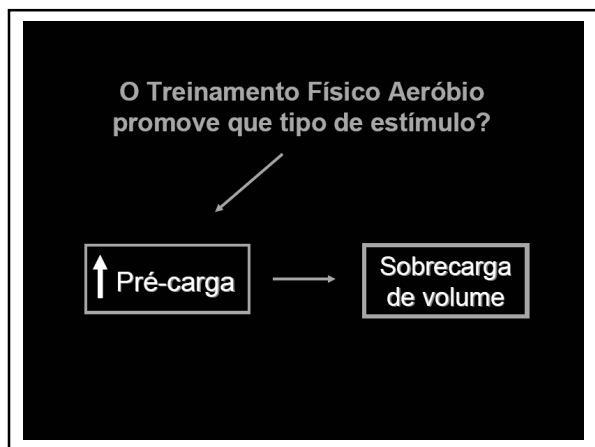 O Treinamento Físico Aeróbio
promove que tipo de estímulo?
Pré-carga
Sobrecarga
de volume